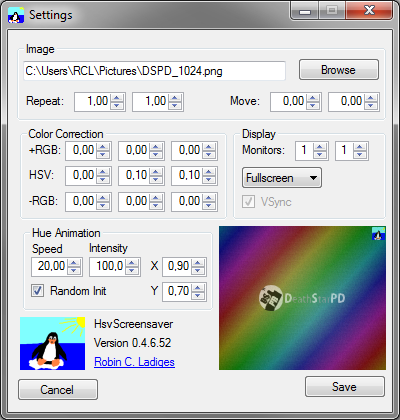 Settings
Image
C:\Users\RCL\Pictures\DSPD_1024.png
Browse
Repeat: 1,00 1,00 Move: 0,00 0,00
Color Correction
+RGB: 0,00 0,00 0,00
HSV: 0,00 0,10 0,10
-RGB: 0,00 0,00 0,00
Display
Monitors: 1 1
Fullscreen
VSync
Hue Animation
Speed Intensity
20,00 100,0 X 0,90
Random Init Y 0,70
DeathStarPD
HsvScreensaver
Version 0.4.6.52
Robin C. Ladiges
Cancel
Save